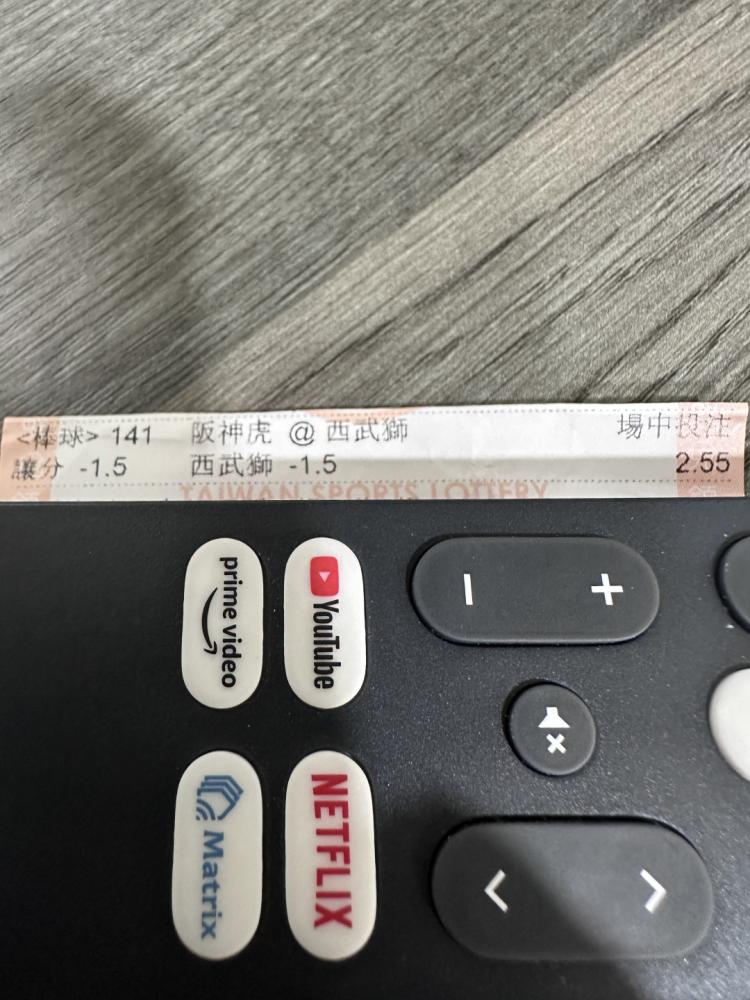 <棒球> 141 阪神虎 @ 西武獅 場中投注
讓分 -1.5 西武獅 -1.5 2.55
TAIWAN SPORTS LOTTERY
prime video
YouTube
− +
Matrix
NETFLIX
< >